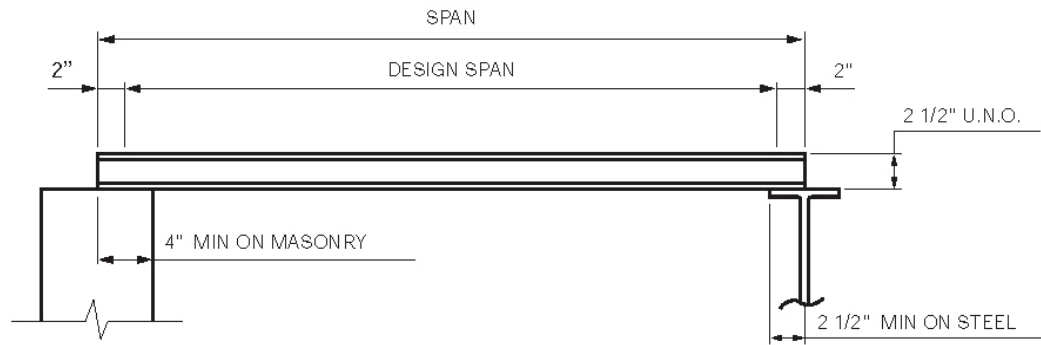 SPAN
2” DESIGN SPAN 2"
2 1/2" U.N.O.
4" MIN ON MASONRY
2 1/2" MIN ON STEEL